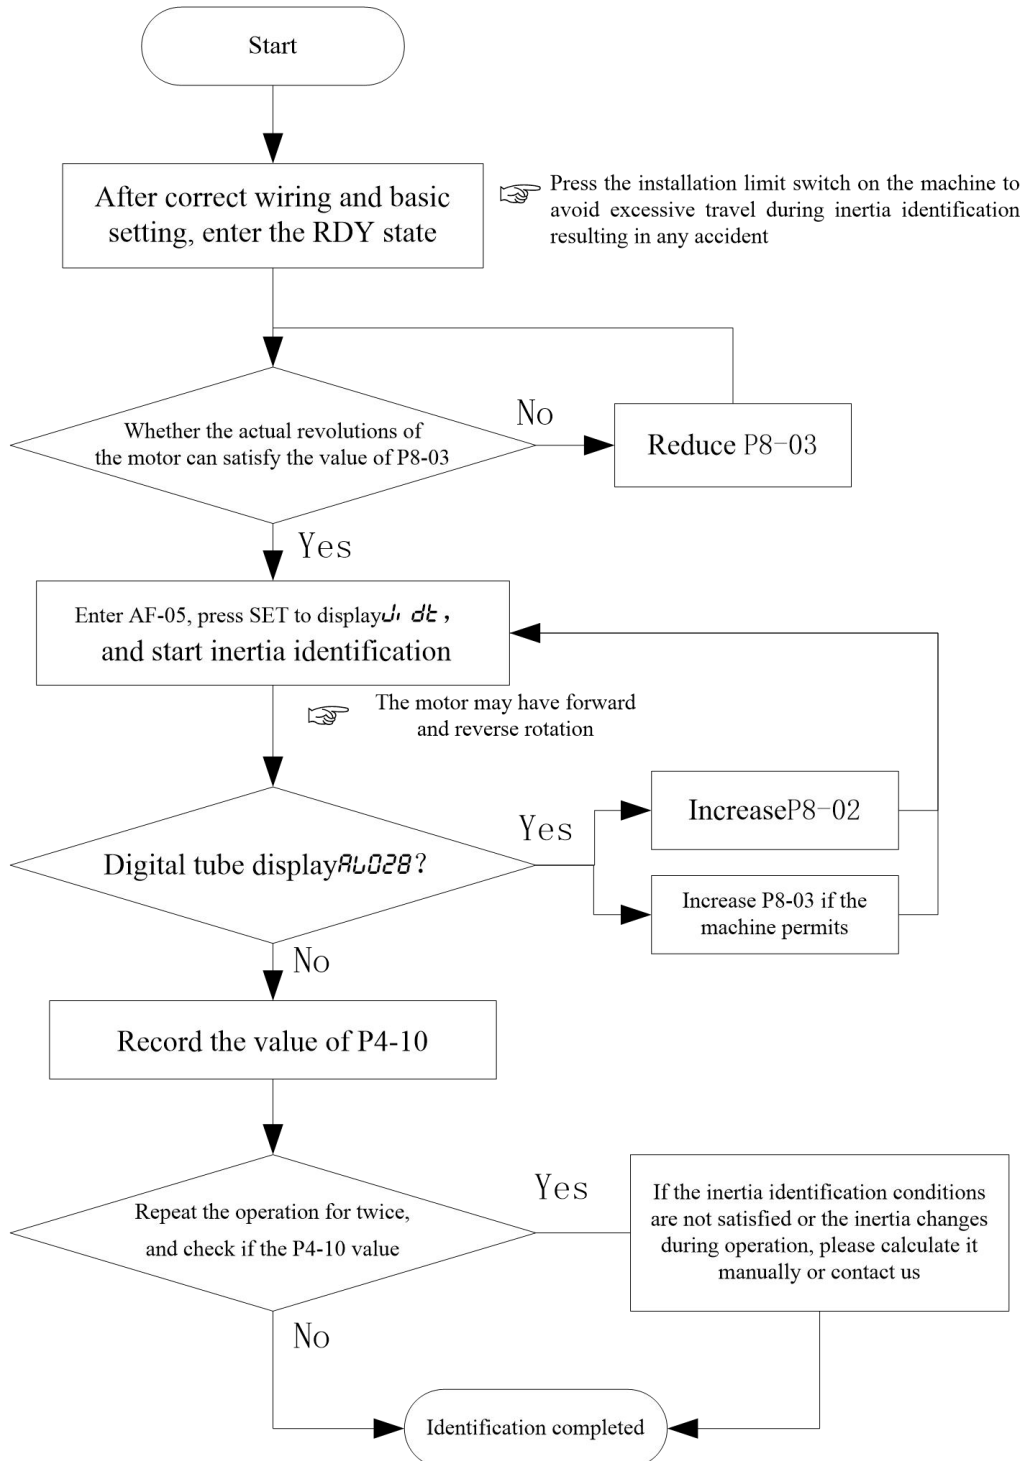 Start
After correct wiring and basic
setting, enter the RDY state
☞ Press the installation limit switch on the machine to
avoid excessive travel during inertia identification
resulting in any accident
Whether the actual revolutions of
the motor can satisfy the value of P8-03
No
Reduce P8-03
Yes
Enter AF-05, press SET to display Ji dt,
and start inertia identification
☞ The motor may have forward
and reverse rotation
Digital tube display AL028?
Yes
IncreaseP8-02
Increase P8-03 if the
machine permits
No
Record the value of P4-10
Repeat the operation for twice,
and check if the P4-10 value
Yes
If the inertia identification conditions
are not satisfied or the inertia changes
during operation, please calculate it
manually or contact us
No
Identification completed